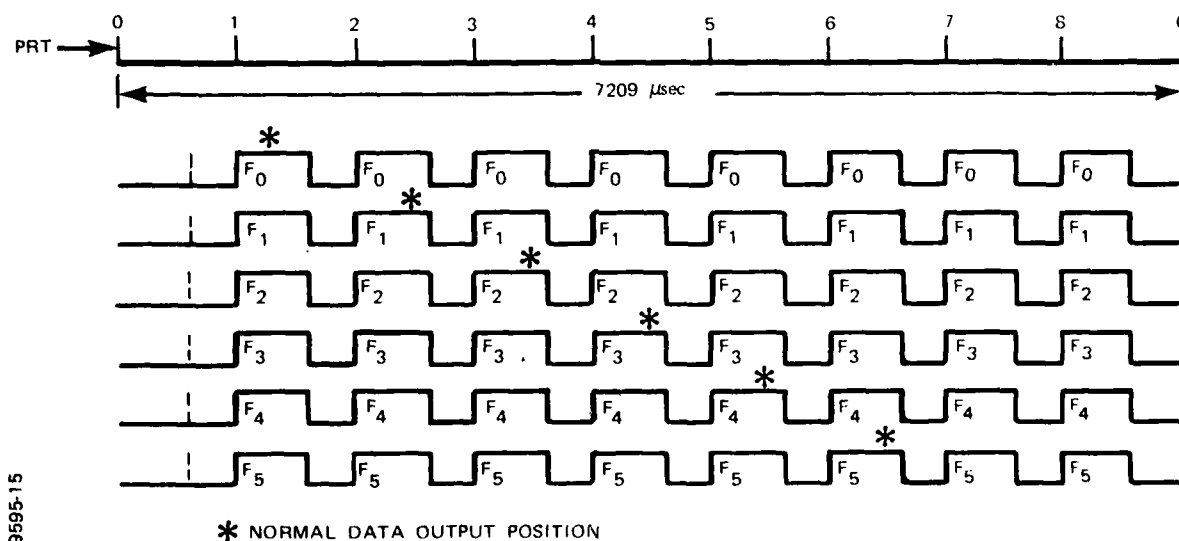 0 1 2 3 4 5 6 7 8
PRT
7209 μsec
F0 F0 F0 F0 F0 F0 F0 F0
F1 F1 F1 F1 F1 F1 F1 F1
F2 F2 F2 F2 F2 F2 F2 F2
F3 F3 F3 F3 F3 F3 F3 F3
F4 F4 F4 F4 F4 F4 F4 F4
F5 F5 F5 F5 F5 F5 F5 F5
* NORMAL DATA OUTPUT POSITION
9595-15